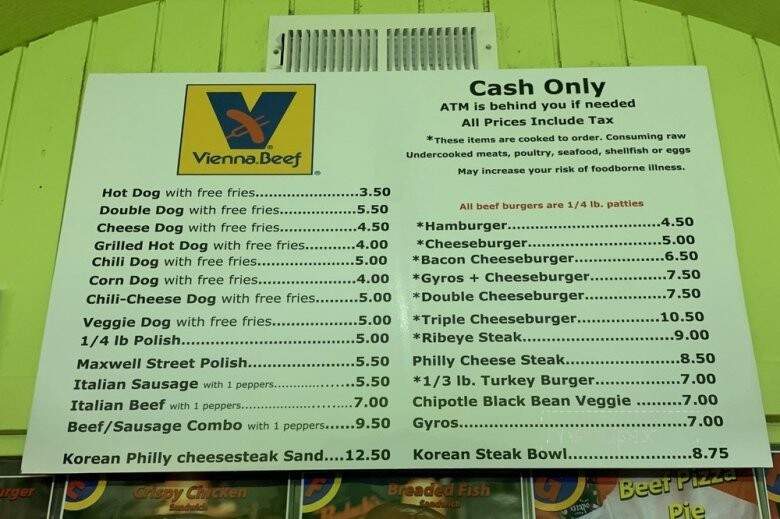 V
Vienna.Beef
Hot Dog with free fries...................3.50
Double Dog with free fries..............5.50
Cheese Dog with free fries..............4.50
Grilled Hot Dog with free fries.........4.00
Chili Dog with free fries..................5.00
Corn Dog with free fries..................4.00
Chili-Cheese Dog with free fries........5.00
Veggie Dog with free fries...............5.00
1/4 lb Polish..............................5.00
Maxwell Street Polish...................5.50
Italian Sausage with 1 peppers..................5.50
Italian Beef with 1 peppers.........................7.00
Beef/Sausage Combo with 1 peppers......9.50
Korean Philly cheesesteak Sand....12.50
Cash Only
ATM is behind you if needed
All Prices Include Tax
*These items are cooked to order. Consuming raw
Undercooked meats, poultry, seafood, shellfish or eggs
May increase your risk of foodborne illness.
All beef burgers are 1/4 lb. patties
*Hamburger...........................4.50
*Cheeseburger........................5.00
*Bacon Cheeseburger................6.50
*Gyros + Cheeseburger..............7.50
*Double Cheeseburger...............7.50
*Triple Cheeseburger...............10.50
*Ribeye Steak...........................9.00
Philly Cheese Steak....................8.50
*1/3 lb. Turkey Burger...............7.00
Chipotle Black Bean Veggie ........7.00
Gyros.......................................7.00
Korean Steak Bowl.....................8.75
urger
Crispy Chicken
Sandwich
Breaded Fish
Sandwich
Beef Pizza
Pie